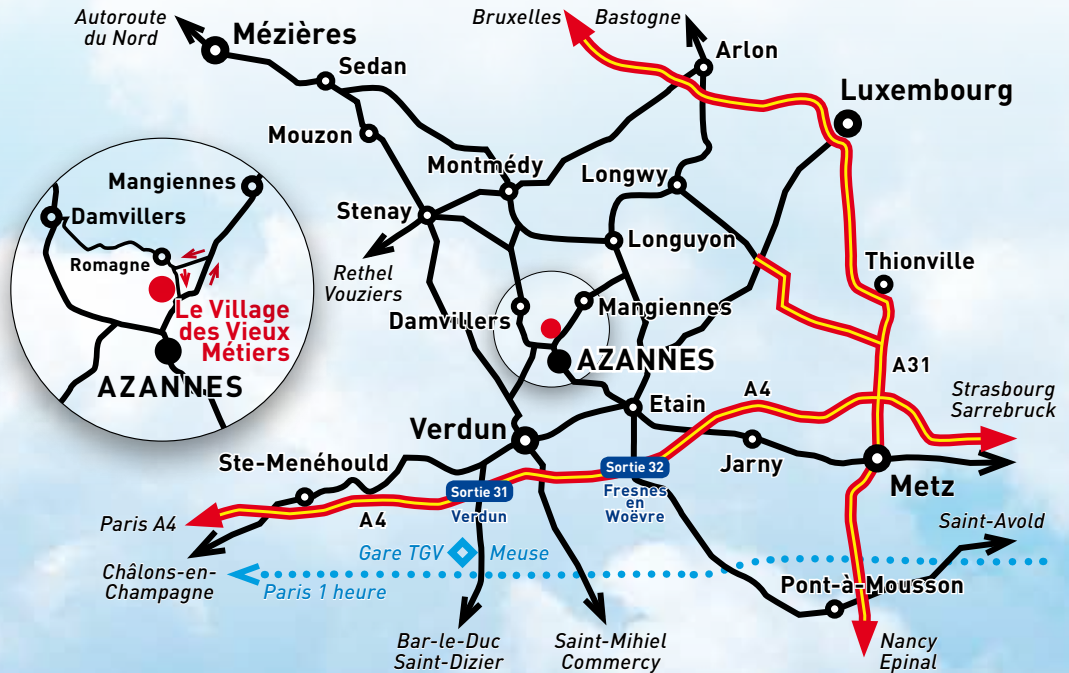 Autoroute
du Nord
Mézières
Sedan
Mouzon
Bruxelles
Bastogne
Arlon
Luxembourg
Montmédy
Longwy
Stenay
Longuyon
Rethel
Vouziers
Thionville
Mangiennes
Damvillers
Romagne
Le Village
des Vieux
Métiers
AZANNES
Damvillers
Mangiennes
AZANNES
A31
Etain
A4
Strasbourg
Sarrebruck
Verdun
Ste-Menéhould
Jarny
Metz
Sortie 32
Fresnes
en
Woëvre
Sortie 31
Verdun
Paris A4
A4
Saint-Avold
Gare TGV
Meuse
Châlons-en-
Champagne
Paris 1 heure
Pont-à-Mousson
Bar-le-Duc
Saint-Dizier
Saint-Mihiel
Commercy
Nancy
Epinal